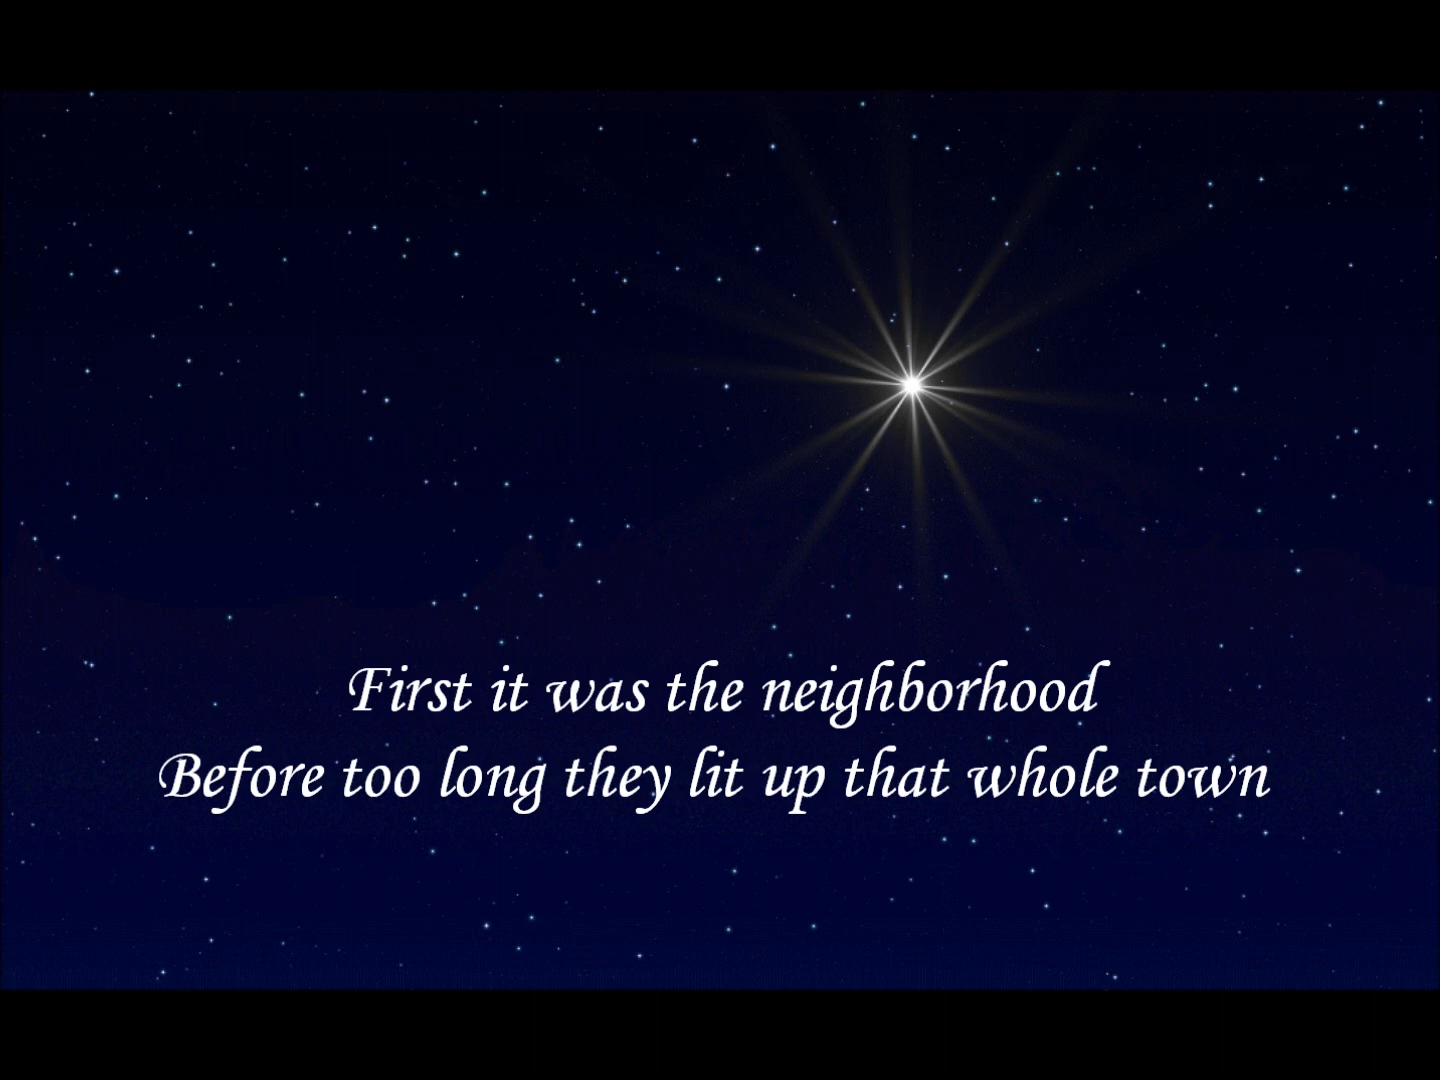 First it was the neighborhood
Before too long they lit up that whole town